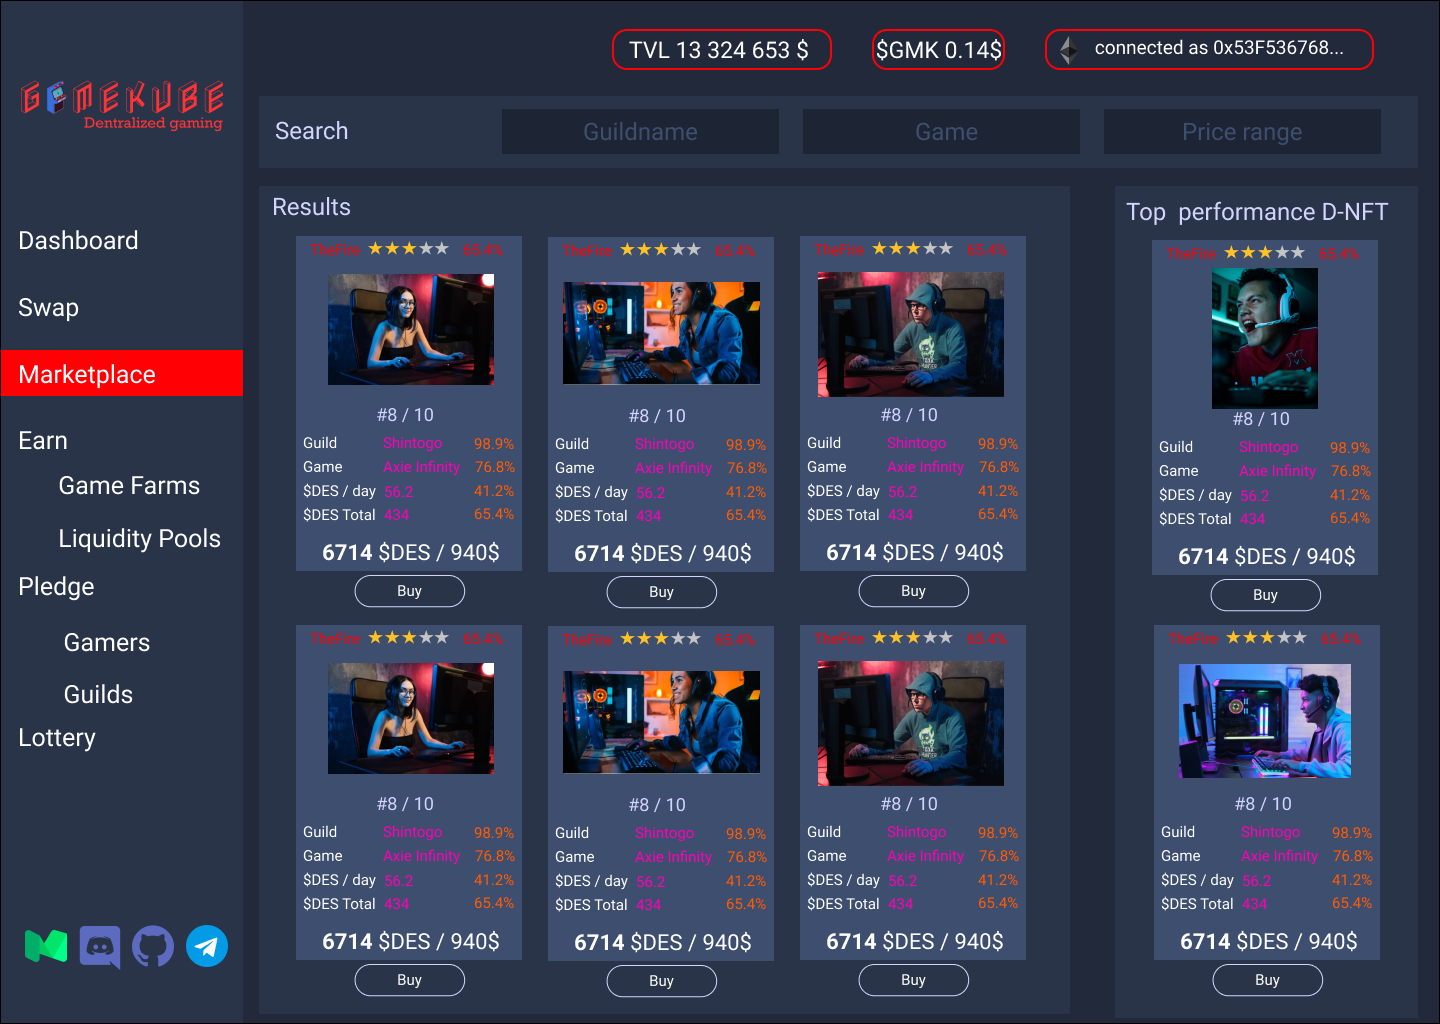 TVL 13 324 653 $
$GMK 0.14$
connected as 0x53F536768...
GAMEKUBE
Dentralized gaming
Dashboard
Swap
Marketplace
Earn
Game Farms
Liquidity Pools
Pledge
Gamers
Guilds
Lottery
Search
Guildname
Game
Price range
Results
TheFire 65.4%
#8 / 10
Guild Shintogo 98.9%
Game Axie Infinity 76.8%
$DES / day 56.2 41.2%
$DES Total 434 65.4%
6714 $DES / 940$
Buy
TheFire 65.4%
#8 / 10
Guild Shintogo 98.9%
Game Axie Infinity 76.8%
$DES / day 56.2 41.2%
$DES Total 434 65.4%
6714 $DES / 940$
Buy
TheFire 65.4%
#8 / 10
Guild Shintogo 98.9%
Game Axie Infinity 76.8%
$DES / day 56.2 41.2%
$DES Total 434 65.4%
6714 $DES / 940$
Buy
TheFire 65.4%
#8 / 10
Guild Shintogo 98.9%
Game Axie Infinity 76.8%
$DES / day 56.2 41.2%
$DES Total 434 65.4%
6714 $DES / 940$
Buy
TheFire 65.4%
#8 / 10
Guild Shintogo 98.9%
Game Axie Infinity 76.8%
$DES / day 56.2 41.2%
$DES Total 434 65.4%
6714 $DES / 940$
Buy
TheFire 65.4%
#8 / 10
Guild Shintogo 98.9%
Game Axie Infinity 76.8%
$DES / day 56.2 41.2%
$DES Total 434 65.4%
6714 $DES / 940$
Buy
Top performance D-NFT
TheFire 65.4%
#8 / 10
Guild Shintogo 98.9%
Game Axie Infinity 76.8%
$DES / day 56.2 41.2%
$DES Total 434 65.4%
6714 $DES / 940$
Buy
TheFire 65.4%
#8 / 10
Guild Shintogo 98.9%
Game Axie Infinity 76.8%
$DES / day 56.2 41.2%
$DES Total 434 65.4%
6714 $DES / 940$
Buy